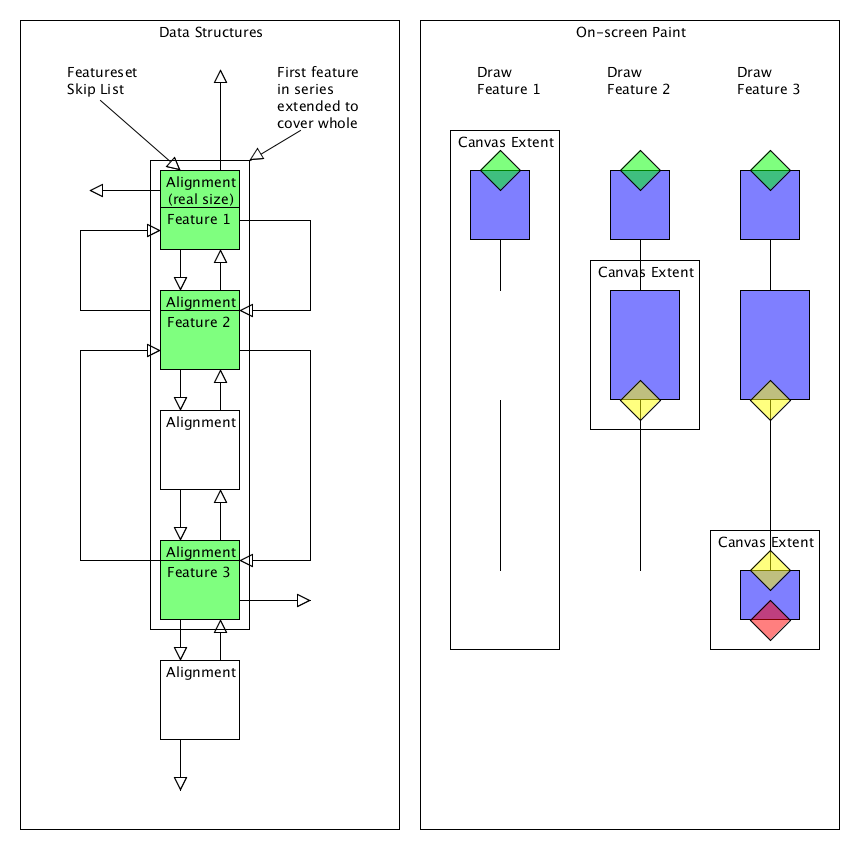 Data Structures
Featureset
Skip List
First feature
in series
extended to
cover whole
Alignment
(real size)
Feature 1
Alignment
Feature 2
Alignment
Alignment
Feature 3
Alignment
On-screen Paint
Draw
Feature 1
Draw
Feature 2
Draw
Feature 3
Canvas Extent
Canvas Extent
Canvas Extent